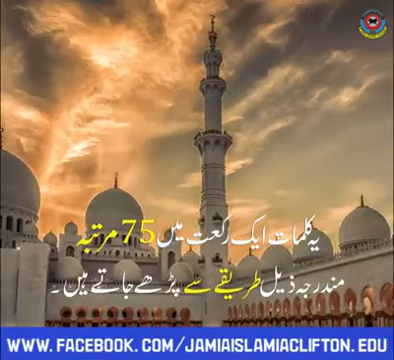 یہ کلمات ایک رکعت میں 75 مرتبہ
مندرجہ ذیل طریقے سے پڑھے جاتے ہیں۔
WWW.FACEBOOK.COM/JAMIAISLAMIACLIFTON.EDU